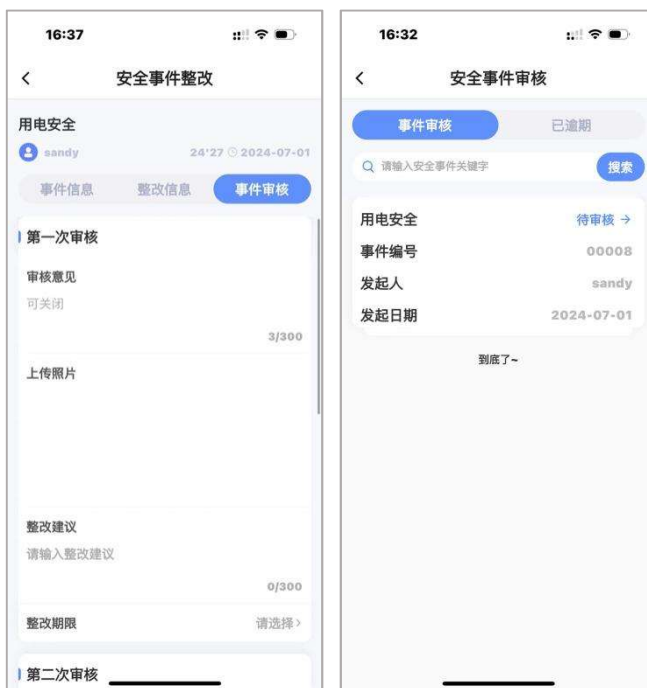 16:37
安全事件整改
用电安全
sandy 24'27 2024-07-01
事件信息 整改信息 事件审核
第一次审核
审核意见
可关闭
3/300
上传照片
整改建议
请输入整改建议
0/300
整改期限 请选择>
第二次审核
16:32
安全事件审核
事件审核 已逾期
请输入安全事件关键字 搜索
用电安全 待审核 →
事件编号 00008
发起人 sandy
发起日期 2024-07-01
到底了~